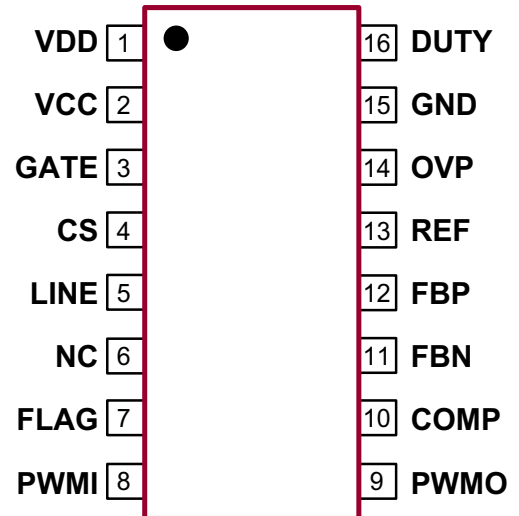 VDD 1 16 DUTY
VCC 2 15 GND
GATE 3 14 OVP
CS 4 13 REF
LINE 5 12 FBP
NC 6 11 FBN
FLAG 7 10 COMP
PWMI 8 9 PWMO